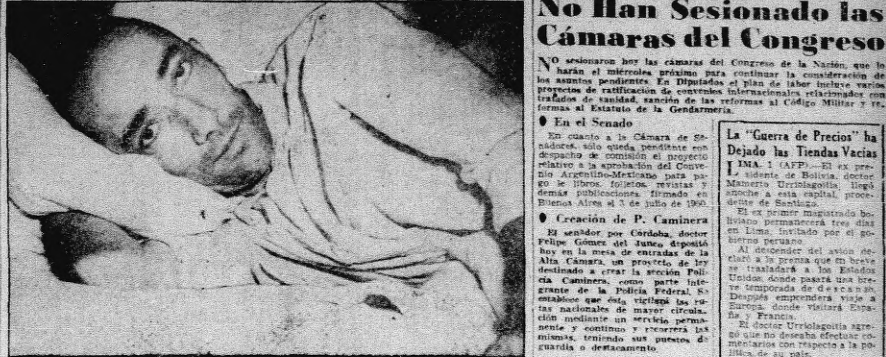 No Han Sesionado las
Cámaras del Congreso
NO sesionaron hoy las cámaras del Congreso de la Nación, que lo
harán el miércoles próximo para continuar la consideración de
los asuntos pendientes. En Diputados el plan de labor incluye varios
proyectos de ratificación de convenios internacionales relacionados con
tratados de sanidad, sanción de las reformas al Código Militar y re-
formas al Estatuto de la Gendarmería.
● En el Senado
En cuanto a la Cámara de Se-
nadores, sólo queda pendiente con
despacho de comisión el proyecto
relativo a la aprobación del Conve-
nio Argentino-Mexicano para pa-
go de libros, folletos, revistas y
demás publicaciones, firmado en
Buenos Aires el 3 de julio de 1950.
● Creación de P. Caminera
El senador por Córdoba, doctor
Felipe Gómez del Junco depositó
hoy en la mesa de entradas de la
Alta Cámara, un proyecto de ley
destinado a crear la sección Poli-
cía Caminera, como parte inte-
grante de la Policía Federal. Se
establece que ésta vigilará las ru-
tas nacionales de mayor circula-
ción mediante un servicio perma-
nente y continuo y recorrerá las
mismas, teniendo sus puestos de
guardia o destacamento
La "Guerra de Precios" ha
Dejado las Tiendas Vacías
LIMA, 1 (AFP).—El ex pre-
sidente de Bolivia, doctor
Mamerto Urriolagoitia, llegó
anoche a esta capital, proce-
dente de Santiago.
El ex primer magistrado bo-
liviano permanecerá tres días
en Lima, invitado por el go-
bierno peruano.
Al descender del avión de-
claró a la prensa que en breve
se trasladará a los Estados
Unidos, donde pasará una bre-
ve temporada de descanso.
Después emprenderá viaje a
Europa, donde visitará Espa-
ña y Francia.
El doctor Urriolagoitia agre-
gó que no deseaba efectuar co-
mentarios con respecto a la po-
lítica de su país.